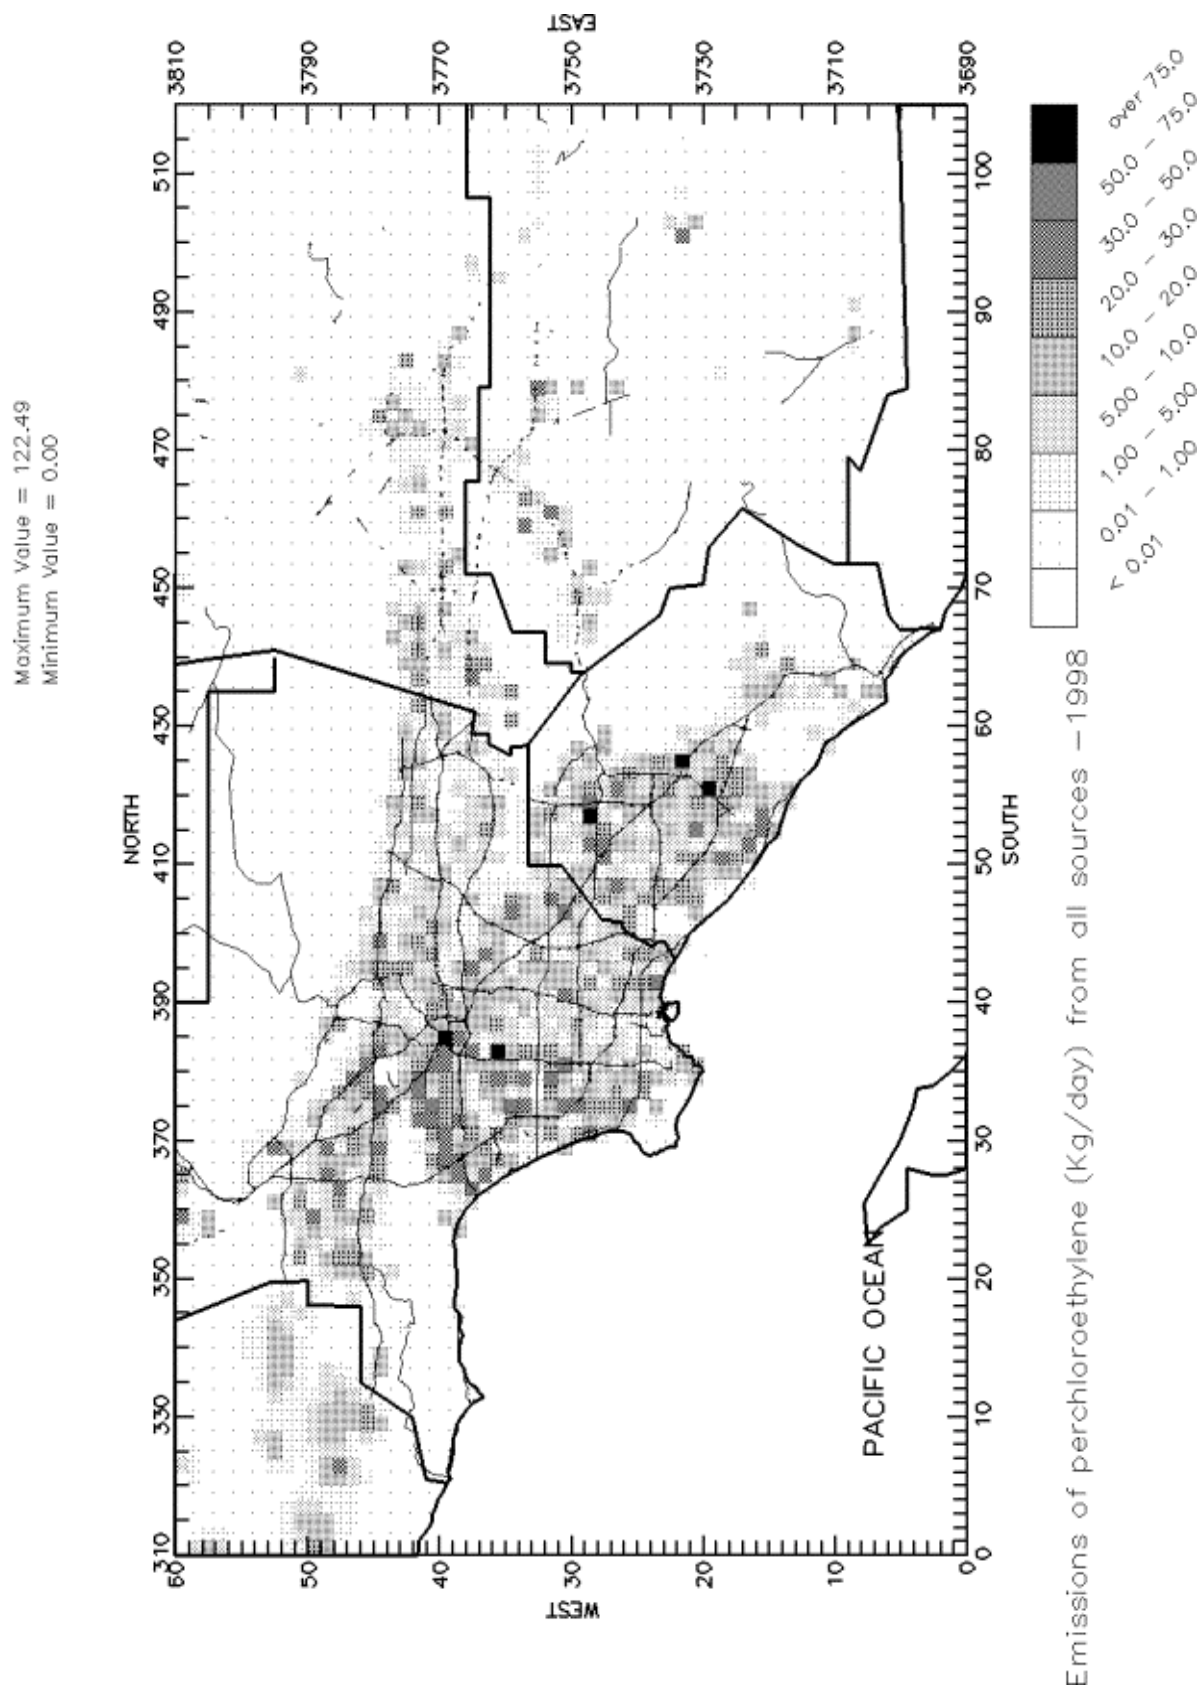 Maximum Value = 122.49
Minimum Value = 0.00
NORTH
310 330 350 370 390 410 430 450 470 490 510
60
50
40
30
20
10
0
WEST
3810
3790
3770
3750
3730
3710
3690
EAST
PACIFIC OCEAN
0 10 20 30 40 50 60 70 80 90 100
SOUTH
< 0.01
0.01 - 1.00
1.00 - 5.00
5.00 - 10.0
10.0 - 20.0
20.0 - 30.0
30.0 - 50.0
50.0 - 75.0
over 75.0
Emissions of perchloroethylene (Kg/day) from all sources -1998